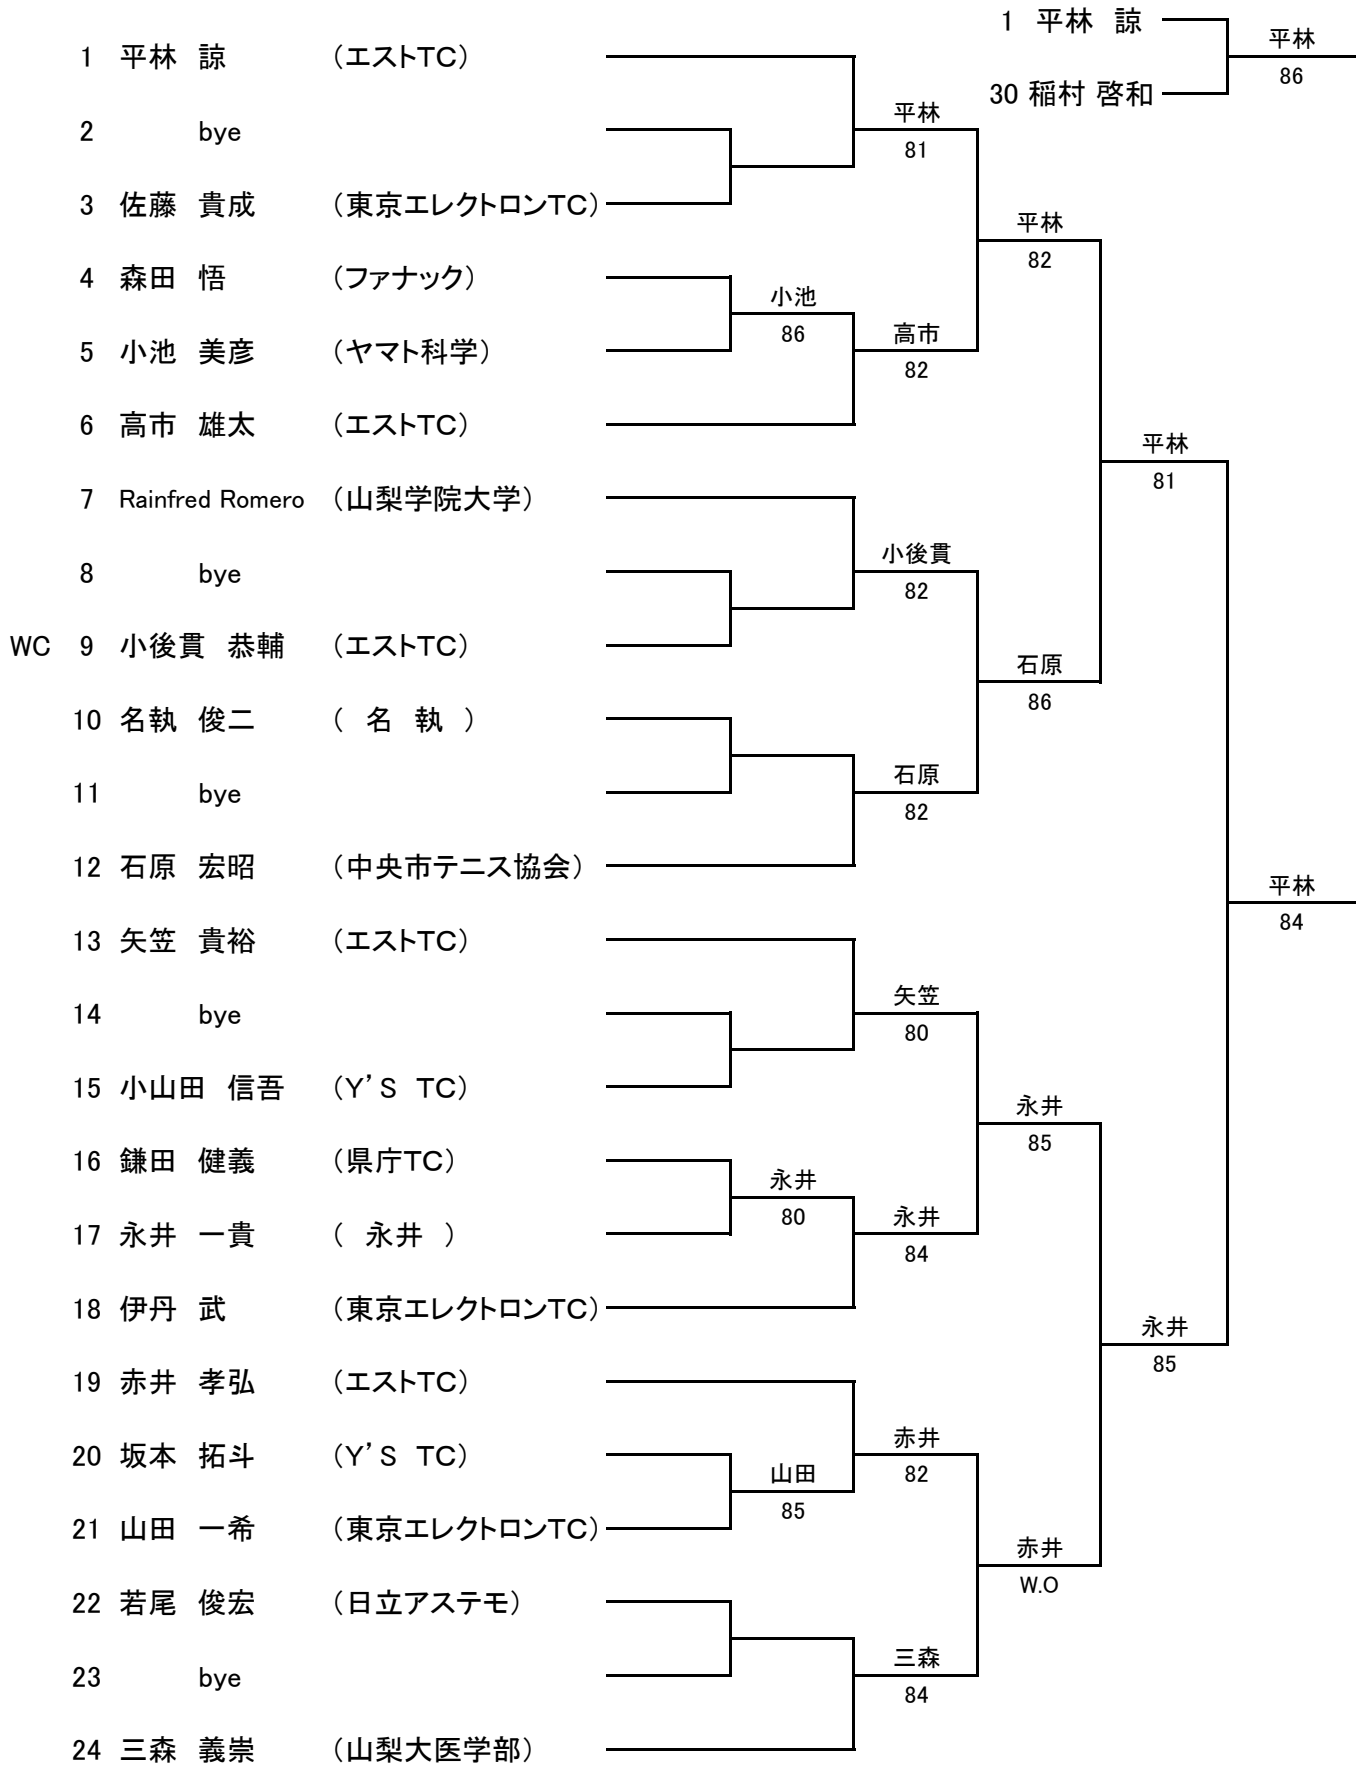 1 平林 諒
平林
86
30 稲村 啓和
1 平林 諒 （エストTC）
平林
81
2 bye
3 佐藤 貴成 （東京エレクトロンTC）
平林
82
4 森田 悟 （ファナック）
小池
86
高市
82
5 小池 美彦 （ヤマト科学）
6 高市 雄太 （エストTC）
平林
81
7 Rainfred Romero （山梨学院大学）
小後貫
82
8 bye
WC 9 小後貫 恭輔 （エストTC）
石原
86
10 名執 俊二 （ 名 執 ）
石原
82
11 bye
12 石原 宏昭 （中央市テニス協会）
平林
84
13 矢笠 貴裕 （エストTC）
矢笠
80
14 bye
15 小山田 信吾 （Y’S TC）
永井
85
16 鎌田 健義 （県庁TC）
永井
80
永井
84
17 永井 一貴 （ 永井 ）
18 伊丹 武 （東京エレクトロンTC）
永井
85
19 赤井 孝弘 （エストTC）
赤井
82
20 坂本 拓斗 （Y’S TC）
山田
85
21 山田 一希 （東京エレクトロンTC）
赤井
W.O
22 若尾 俊宏 （日立アステモ）
三森
84
23 bye
24 三森 義崇 （山梨大医学部）